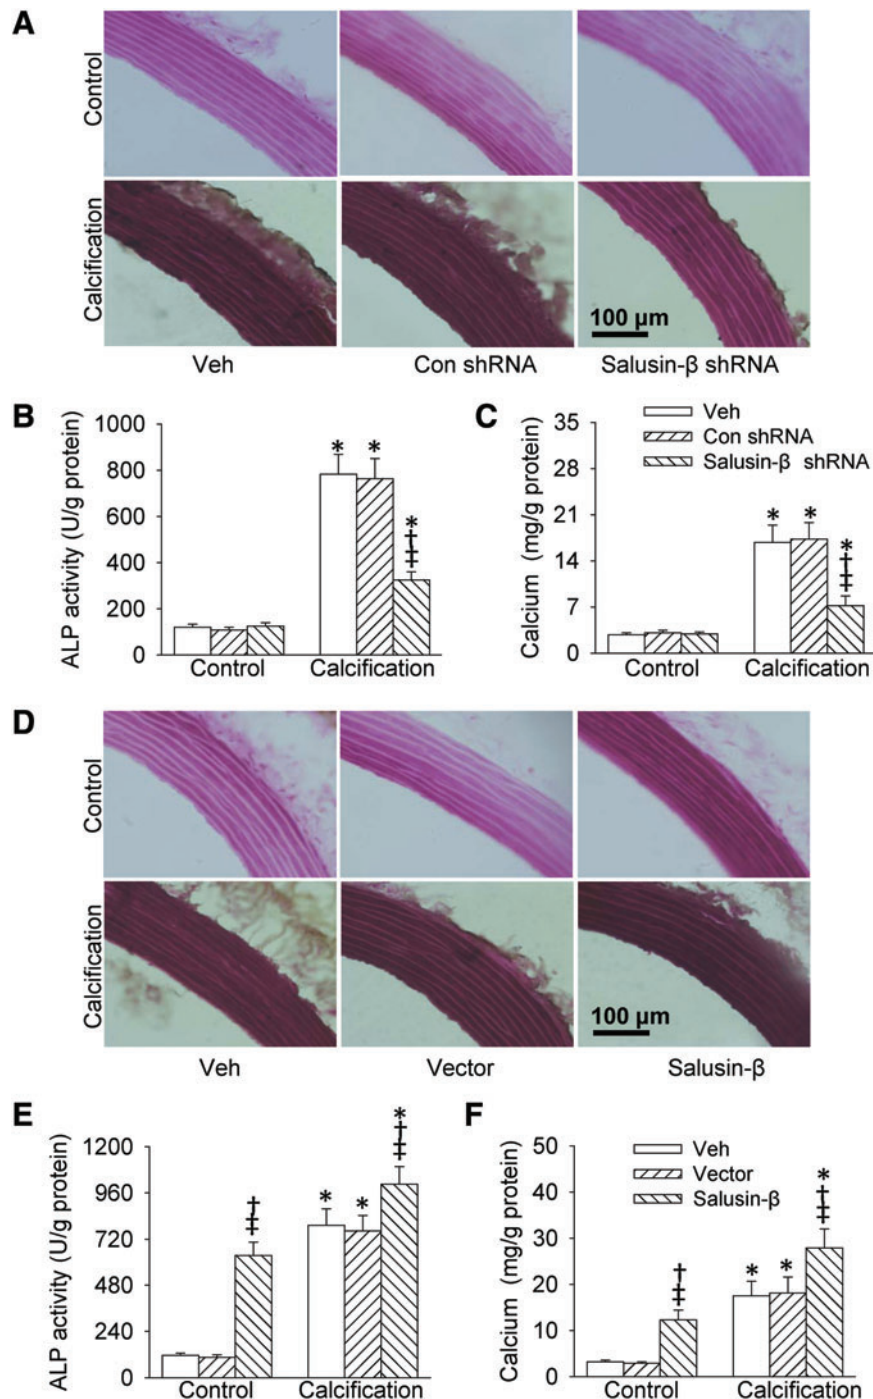 A
Control
Calcification
100 µm
Veh
Con shRNA
Salusin-β shRNA
B
ALP activity (U/g protein)
1000
800
600
400
200
0
* * * † ‡
Control
Calcification
C
Calcium (mg/g protein)
35
28
21
14
7
0
Veh
Con shRNA
Salusin-β shRNA
* * * † ‡
Control
Calcification
D
Control
Calcification
100 µm
Veh
Vector
Salusin-β
E
ALP activity (U/g protein)
1200
960
720
480
240
0
† ‡ * * * † ‡
Control
Calcification
F
Calcium (mg/g protein)
50
40
30
20
10
0
Veh
Vector
Salusin-β
† ‡ * * * † ‡
Control
Calcification